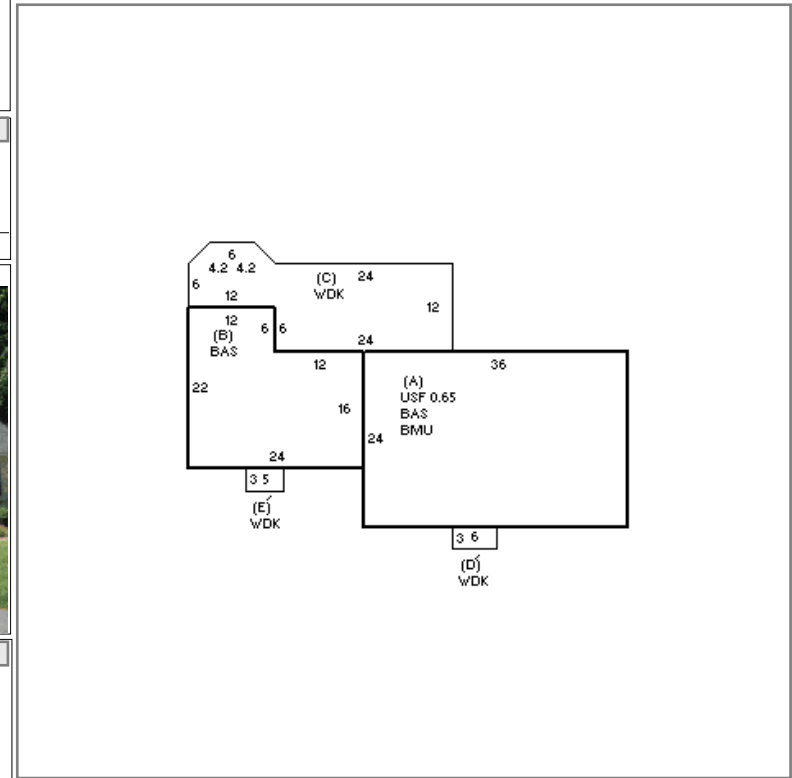 6
4.2 4.2
6
12
(C) 24
WDK
12
12
6 6
(B)
BAS
24
12
36
22
16
(A)
USF 0.65
BAS
BMU
24
24
3 5
(E)
WDK
3 6
(D)
WDK